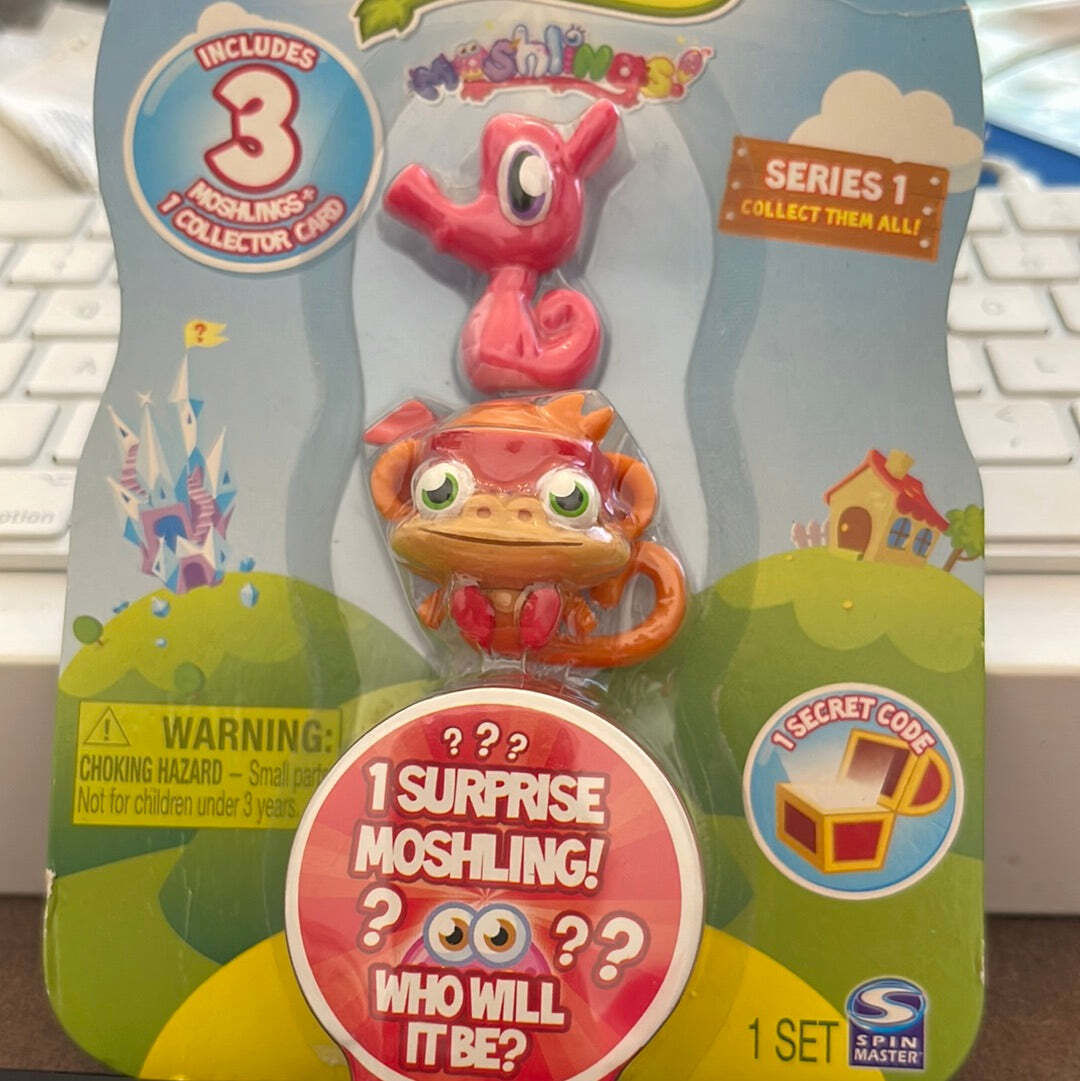 Moshlings
INCLUDES
3
MOSHLINGS +
1 COLLECTOR CARD
SERIES 1
COLLECT THEM ALL!
?
option
WARNING:
CHOKING HAZARD – Small parts
Not for children under 3 years.
1 SECRET CODE
? ? ?
1 SURPRISE
MOSHLING!
? ? ?
WHO WILL
IT BE?
1 SET
SPIN
MASTER